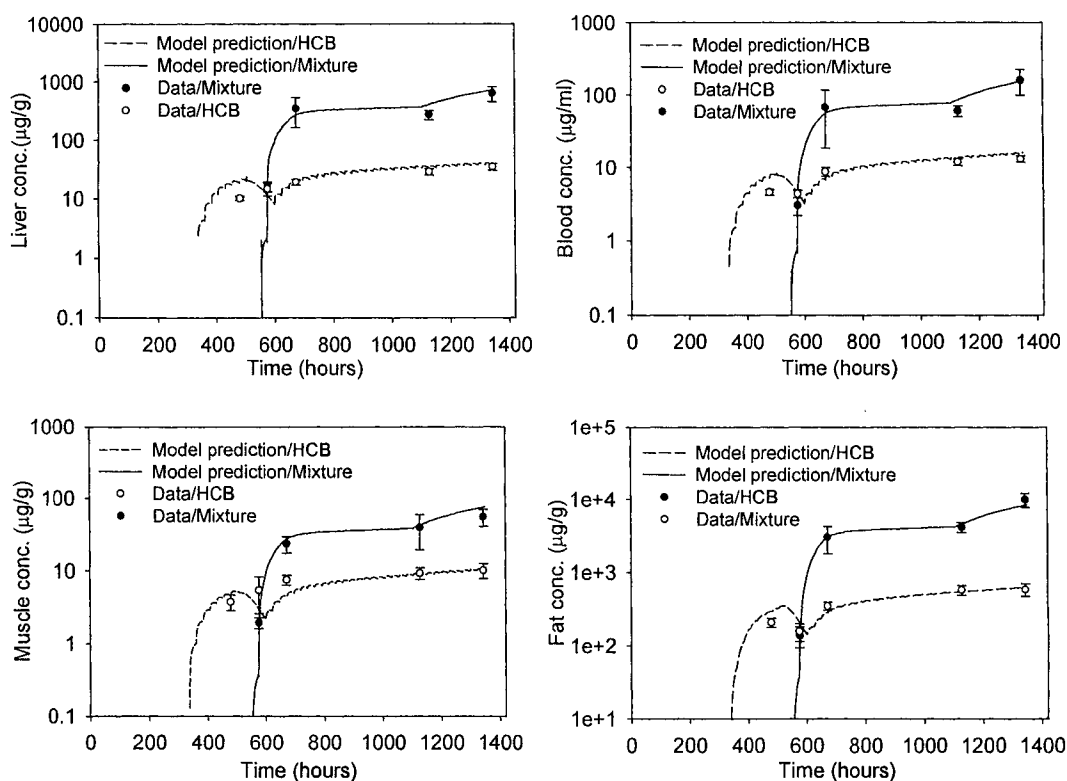 10000
1000
100
10
1
0.1
Liver conc.(µg/g)
Model prediction/HCB
Model prediction/Mixture
Data/Mixture
Data/HCB
0 200 400 600 800 1000 1200 1400
Time (hours)
1000
100
10
1
0.1
Blood conc. (µg/ml)
Model prediction/HCB
Model prediction/Mixture
Data/HCB
Data/Mixture
0 200 400 600 800 1000 1200 1400
Time (hours)
1000
100
10
1
0.1
Muscle conc. (µg/g)
Model prediction/HCB
Model prediction/Mixture
Data/HCB
Data/Mixture
0 200 400 600 800 1000 1200 1400
Time (hours)
1e+5
1e+4
1e+3
1e+2
1e+1
Fat conc. (µg/g)
Model prediction/HCB
Model prediction/Mixture
Data/HCB
Data/Mixture
0 200 400 600 800 1000 1200 1400
Time (hours)